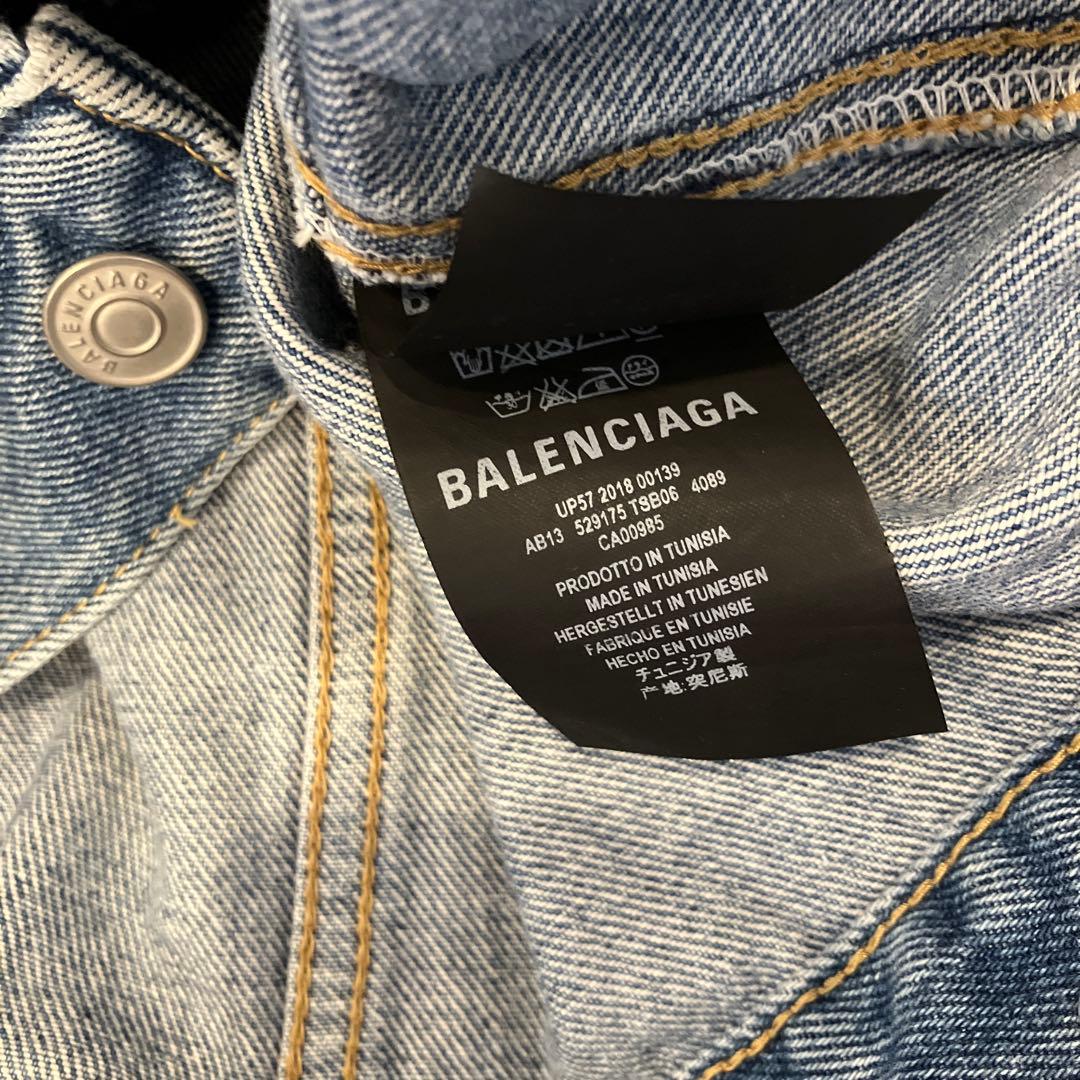 BALENCIAGA
B
BALENCIAGA
UP57 2018 00139
AB13 529175 TSB06 4089
CA00985
PRODOTTO IN TUNISIA
MADE IN TUNISIA
HERGESTELLT IN TUNESIEN
FABRIQUE EN TUNISIE
HECHO EN TUNISIA
チュニジア製
产 地:突尼斯